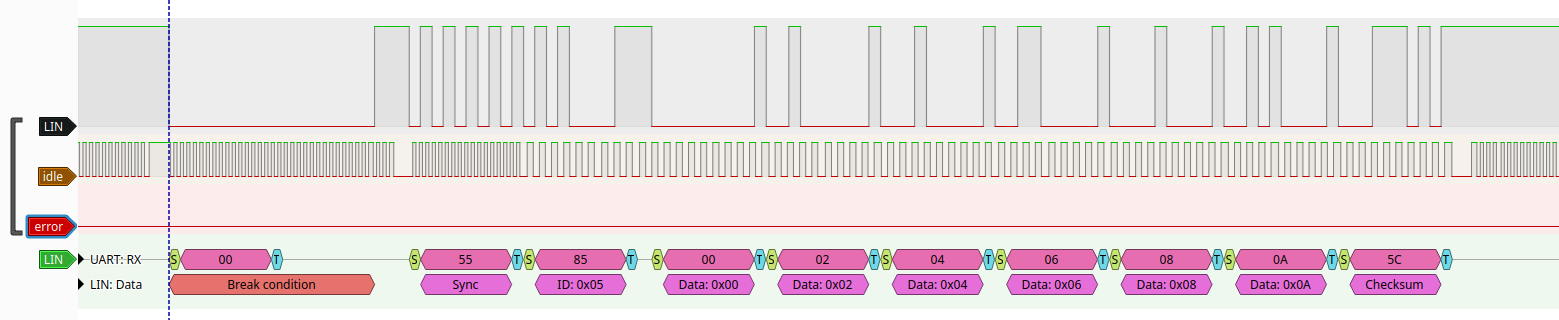 LIN
idle
error
LIN UART: RX S 00 T S 55 T S 85 T S 00 T S 02 T S 04 T S 06 T S 08 T S 0A T S 5C T
LIN: Data Break condition Sync ID: 0x05 Data: 0x00 Data: 0x02 Data: 0x04 Data: 0x06 Data: 0x08 Data: 0x0A Checksum